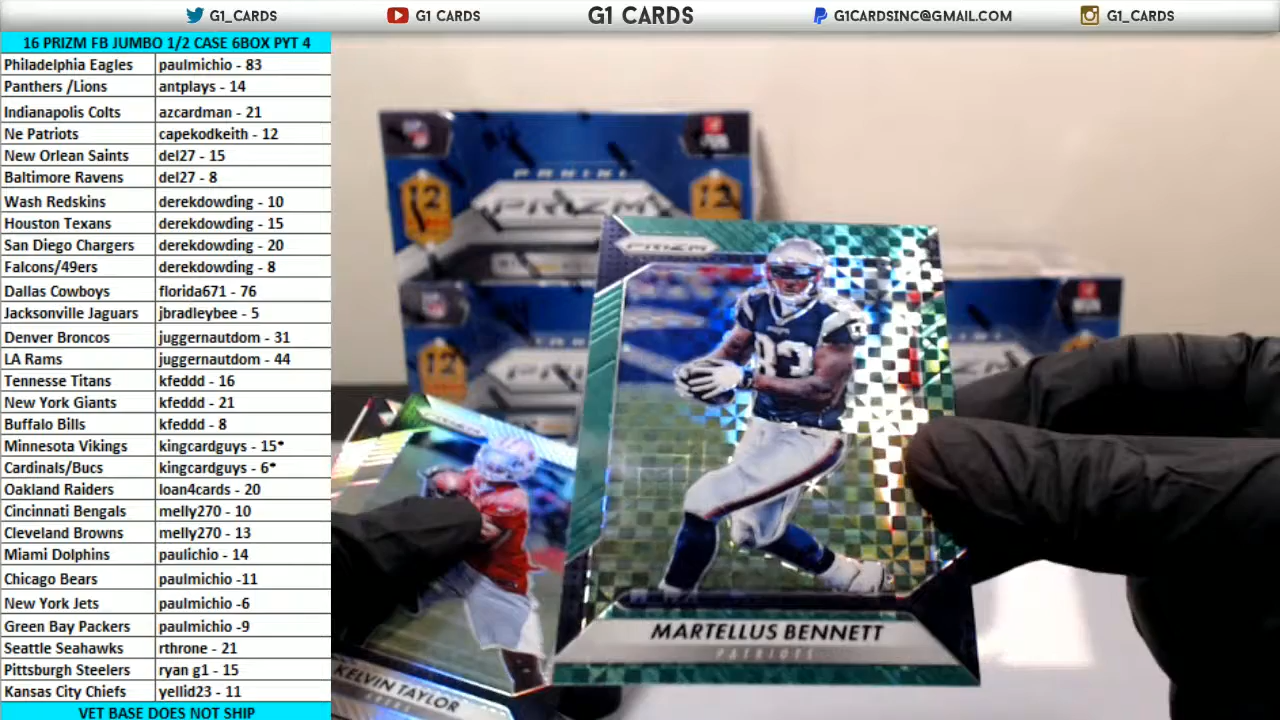 G1_CARDS
G1 CARDS
G1 CARDS
G1CARDSINC@GMAIL.COM
G1_CARDS
16 PRIZM FB JUMBO 1/2 CASE 6BOX PYT 4
Philadelphia Eagles paulmichio - 83
Panthers /Lions antplays - 14
Indianapolis Colts azcardman - 21
Ne Patriots capekodkeith - 12
New Orlean Saints del27 - 15
Baltimore Ravens del27 - 8
Wash Redskins derekdowding - 10
Houston Texans derekdowding - 15
San Diego Chargers derekdowding - 20
Falcons/49ers derekdowding - 8
Dallas Cowboys florida671 - 76
Jacksonville Jaguars jbradleybee - 5
Denver Broncos juggernautdom - 31
LA Rams juggernautdom - 44
Tennesse Titans kfeddd - 16
New York Giants kfeddd - 21
Buffalo Bills kfeddd - 8
Minnesota Vikings kingcardguys - 15*
Cardinals/Bucs kingcardguys - 6*
Oakland Raiders loan4cards - 20
Cincinnati Bengals melly270 - 10
Cleveland Browns melly270 - 13
Miami Dolphins paulichio - 14
Chicago Bears paulmichio -11
New York Jets paulmichio -6
Green Bay Packers paulmichio -9
Seattle Seahawks rthrone - 21
Pittsburgh Steelers ryan g1 - 15
Kansas City Chiefs yellid23 - 11
VET BASE DOES NOT SHIP
PANINI
PRIZM
12
12
12
PRIZM
83
MARTELLUS BENNETT
PATRIOTS
KELVIN TAYLOR